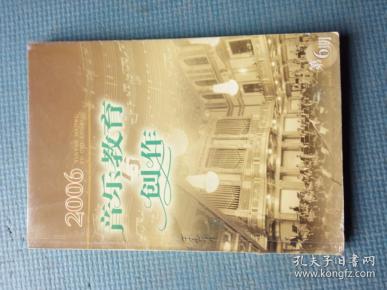 2006
音乐教育
与
创作
第6期
孔夫子旧书网
www.kongfz.com